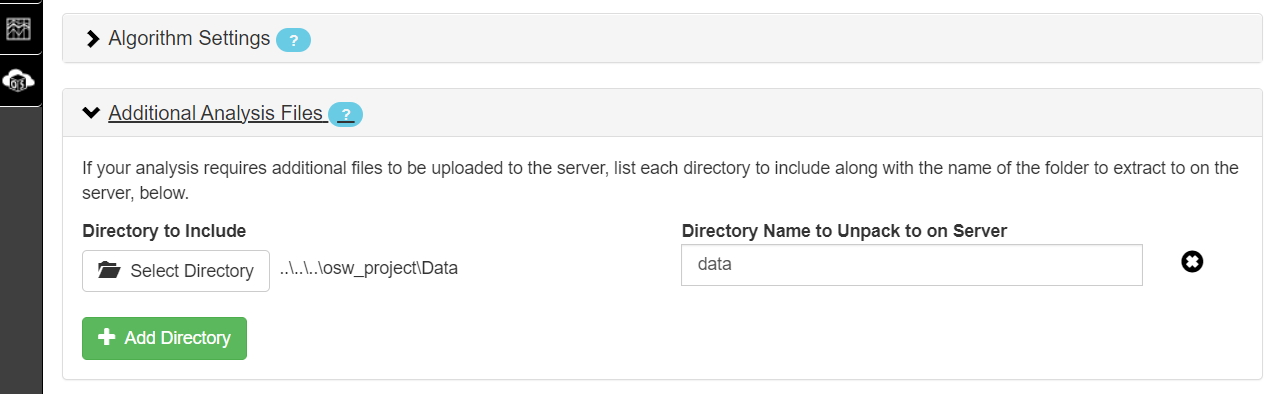 Algorithm Settings ?
Additional Analysis Files ?
If your analysis requires additional files to be uploaded to the server, list each directory to include along with the name of the folder to extract to on the
server, below.
Directory to Include
Directory Name to Unpack to on Server
Select Directory
..\..\..\osw_project\Data
data
Add Directory